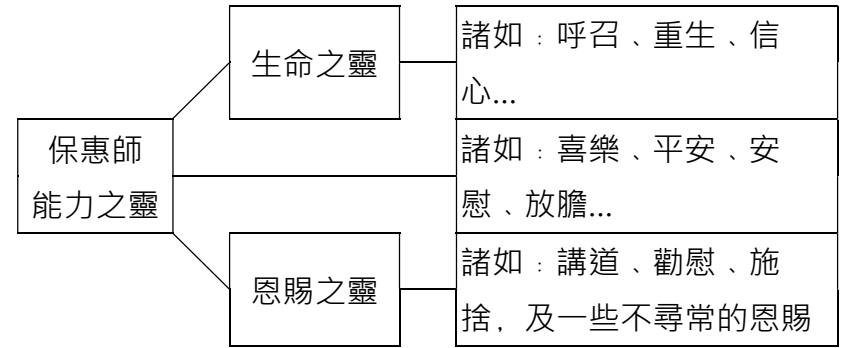 生命之靈
諸如﹕呼召﹑重生﹑信
心...
保惠師
能力之靈
諸如﹕喜樂﹑平安﹑安
慰﹑放膽...
恩賜之靈
諸如﹕講道﹑勸慰﹑施
捨，及一些不尋常的恩賜